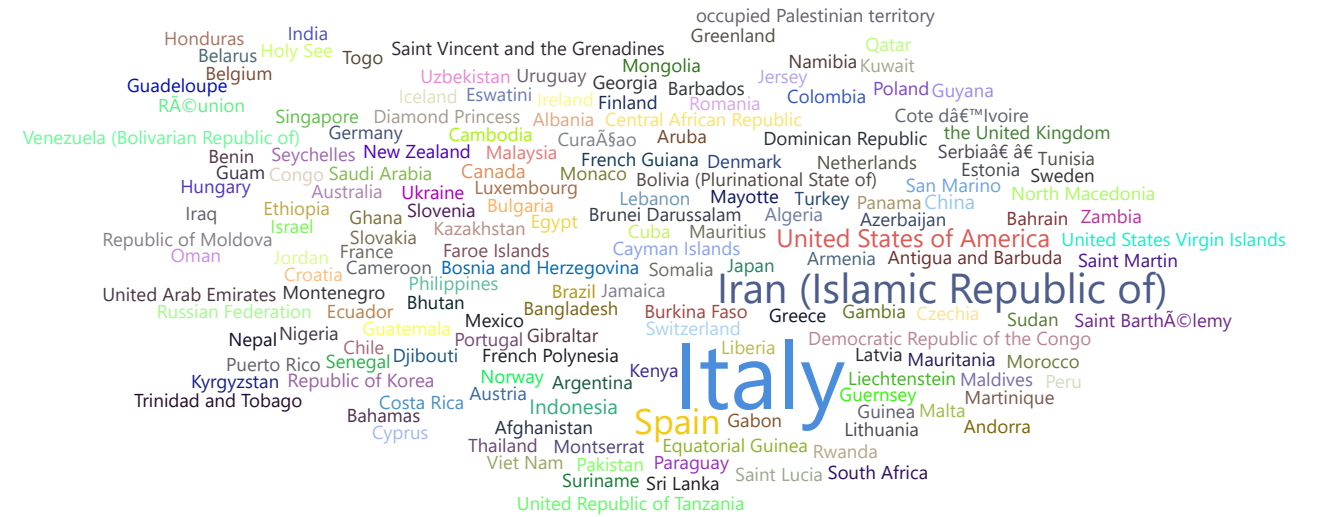 occupied Palestinian territory
Honduras India Greenland
Belarus Holy See Togo Saint Vincent and the Grenadines Qatar
Belgium Mongolia Namibia Kuwait
Guadeloupe Uzbekistan Uruguay Georgia Barbados Jersey Poland Guyana
RÃ©union Iceland Eswatini Ireland Finland Romania Colombia
Singapore Diamond Princess Albania Central African Republic Cote dâ€™Ivoire
Venezuela (Bolivarian Republic of) Germany Cambodia CuraÃ§ao Aruba Dominican Republic the United Kingdom
Benin Seychelles New Zealand Malaysia French Guiana Denmark Netherlands Serbiaâ€ â€ Tunisia
Guam Congo Saudi Arabia Canada Monaco Bolivia (Plurinational State of) Estonia Sweden
Hungary Australia Ukraine Luxembourg Lebanon Mayotte Turkey Panama China San Marino North Macedonia
Iraq Ethiopia Ghana Slovenia Bulgaria Brunei Darussalam Algeria Azerbaijan Bahrain Zambia
Israel Kazakhstan Egypt Cuba Mauritius
Republic of Moldova Slovakia United States of America United States Virgin Islands
Oman Jordan France Faroe Islands Cayman Islands Armenia Antigua and Barbuda Saint Martin
Croatia Cameroon Bosnia and Herzegovina Somalia Japan
United Arab Emirates Montenegro Philippines Brazil Jamaica Iran (Islamic Republic of)
Russian Federation Ecuador Bhutan Bangladesh Burkina Faso Greece Gambia Czechia Sudan Saint BarthÃ©lemy
Nepal Nigeria Guatemala Mexico Switzerland
Chile Portugal Gibraltar Liberia Democratic Republic of the Congo
Puerto Rico Senegal Djibouti French Polynesia Latvia Mauritania Morocco
Kyrgyzstan Republic of Korea Norway Argentina Kenya Italy Liechtenstein Maldives Peru
Trinidad and Tobago Costa Rica Austria Guernsey Martinique
Bahamas Indonesia Spain Gabon Guinea Malta
Cyprus Afghanistan Lithuania Andorra
Thailand Montserrat Equatorial Guinea Rwanda
Viet Nam Pakistan Paraguay Saint Lucia South Africa
Suriname Sri Lanka
United Republic of Tanzania